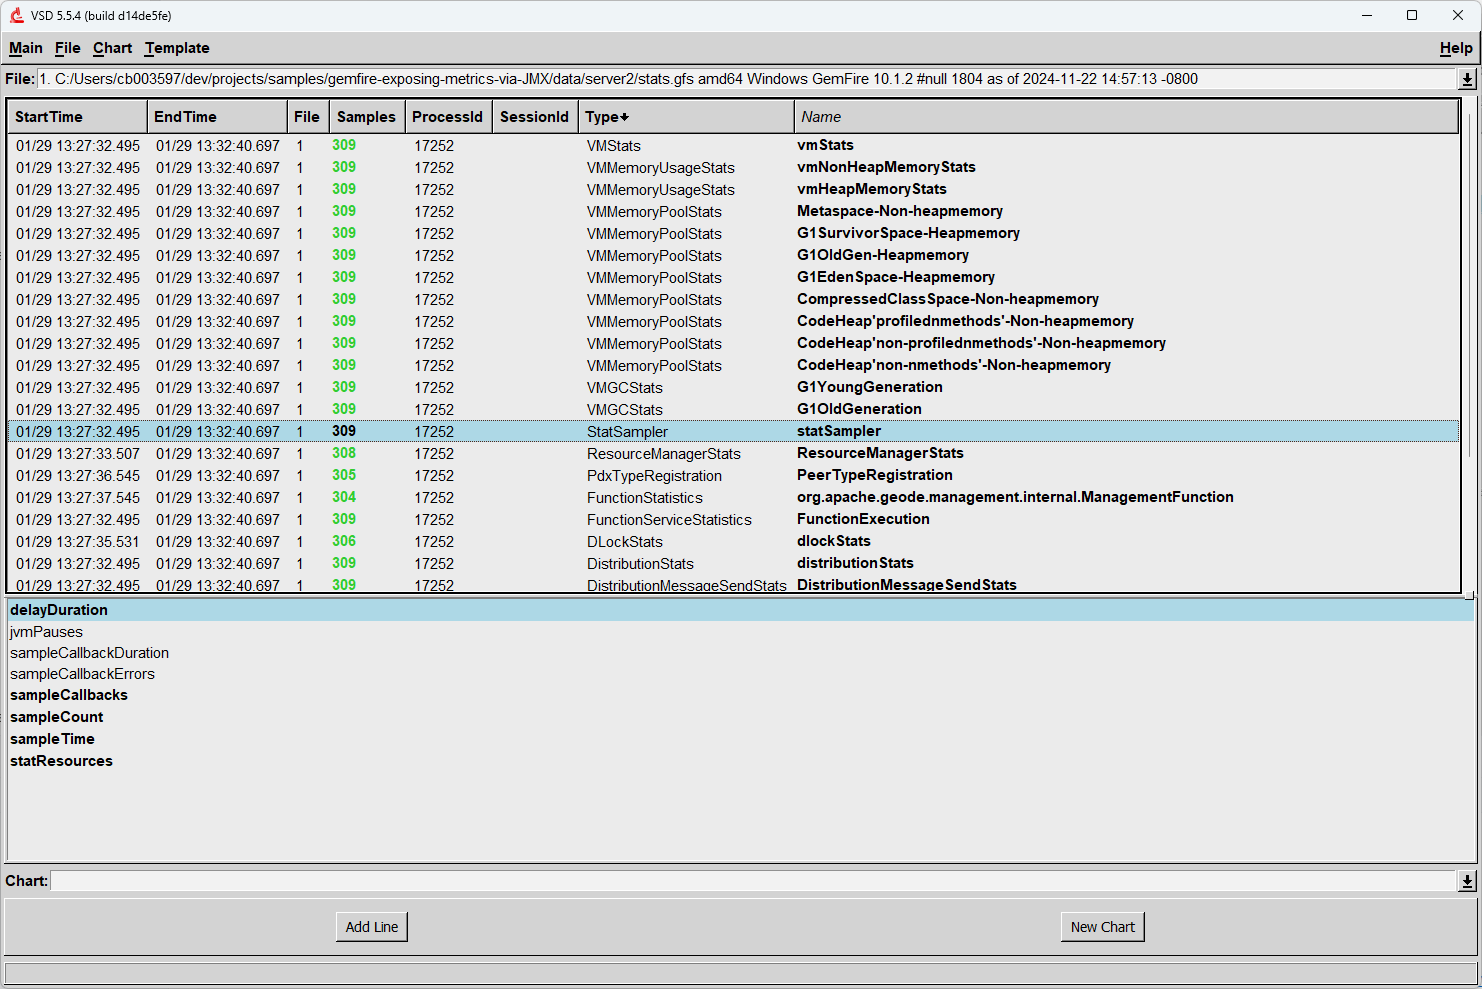 VSD 5.5.4 (build d14de5fe)
Main File Chart Template Help
File: 1. C:/Users/cb003597/dev/projects/samples/gemfire-exposing-metrics-via-JMX/data/server2/stats.gfs amd64 Windows GemFire 10.1.2 #null 1804 as of 2024-11-22 14:57:13 -0800
StartTime EndTime File Samples ProcessId SessionId Type Name
01/29 13:27:32.495 01/29 13:32:40.697 1 309 17252 VMStats vmStats
01/29 13:27:32.495 01/29 13:32:40.697 1 309 17252 VMMemoryUsageStats vmNonHeapMemoryStats
01/29 13:27:32.495 01/29 13:32:40.697 1 309 17252 VMMemoryUsageStats vmHeapMemoryStats
01/29 13:27:32.495 01/29 13:32:40.697 1 309 17252 VMMemoryPoolStats Metaspace-Non-heapmemory
01/29 13:27:32.495 01/29 13:32:40.697 1 309 17252 VMMemoryPoolStats G1SurvivorSpace-Heapmemory
01/29 13:27:32.495 01/29 13:32:40.697 1 309 17252 VMMemoryPoolStats G1OldGen-Heapmemory
01/29 13:27:32.495 01/29 13:32:40.697 1 309 17252 VMMemoryPoolStats G1EdenSpace-Heapmemory
01/29 13:27:32.495 01/29 13:32:40.697 1 309 17252 VMMemoryPoolStats CompressedClassSpace-Non-heapmemory
01/29 13:27:32.495 01/29 13:32:40.697 1 309 17252 VMMemoryPoolStats CodeHeap'profilednmethods'-Non-heapmemory
01/29 13:27:32.495 01/29 13:32:40.697 1 309 17252 VMMemoryPoolStats CodeHeap'non-profilednmethods'-Non-heapmemory
01/29 13:27:32.495 01/29 13:32:40.697 1 309 17252 VMMemoryPoolStats CodeHeap'non-nmethods'-Non-heapmemory
01/29 13:27:32.495 01/29 13:32:40.697 1 309 17252 VMGCStats G1YoungGeneration
01/29 13:27:32.495 01/29 13:32:40.697 1 309 17252 VMGCStats G1OldGeneration
01/29 13:27:32.495 01/29 13:32:40.697 1 309 17252 StatSampler statSampler
01/29 13:27:33.507 01/29 13:32:40.697 1 308 17252 ResourceManagerStats ResourceManagerStats
01/29 13:27:36.545 01/29 13:32:40.697 1 305 17252 PdxTypeRegistration PeerTypeRegistration
01/29 13:27:37.545 01/29 13:32:40.697 1 304 17252 FunctionStatistics org.apache.geode.management.internal.ManagementFunction
01/29 13:27:32.495 01/29 13:32:40.697 1 309 17252 FunctionServiceStatistics FunctionExecution
01/29 13:27:35.531 01/29 13:32:40.697 1 306 17252 DLockStats dlockStats
01/29 13:27:32.495 01/29 13:32:40.697 1 309 17252 DistributionStats distributionStats
01/29 13:27:32.495 01/29 13:32:40.697 1 309 17252 DistributionMessageSendStats DistributionMessageSendStats
delayDuration
jvmPauses
sampleCallbackDuration
sampleCallbackErrors
sampleCallbacks
sampleCount
sampleTime
statResources
Chart:
Add Line New Chart